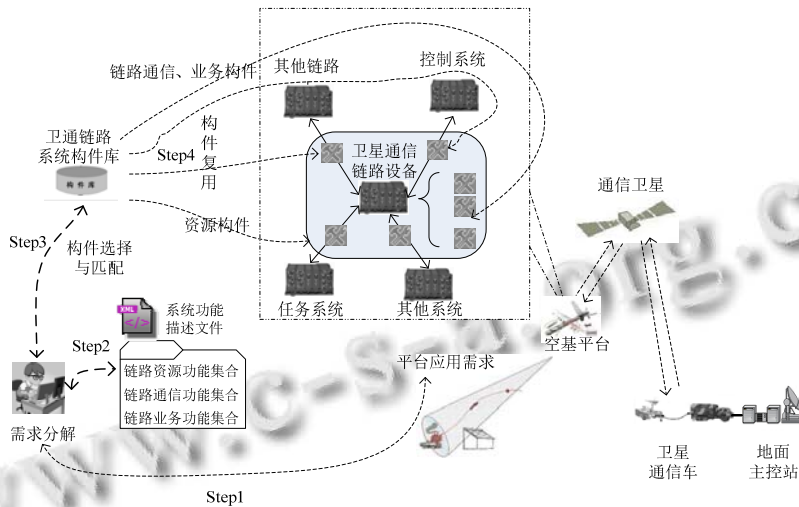 链路通信、业务构件
其他链路
控制系统
卫通链路
系统构件库
Step4
构
件
复
用
卫星通信
链路设备
构件库
通信卫星
资源构件
Step3
构件选择
与匹配
任务系统
其他系统
XML
</>
系统功能
描述文件
空基平台
Step2
链路资源功能集合
链路通信功能集合
链路业务功能集合
平台应用需求
需求分解
卫星
通信车
地面
主控站
Step1
www.c-s-a.org.c